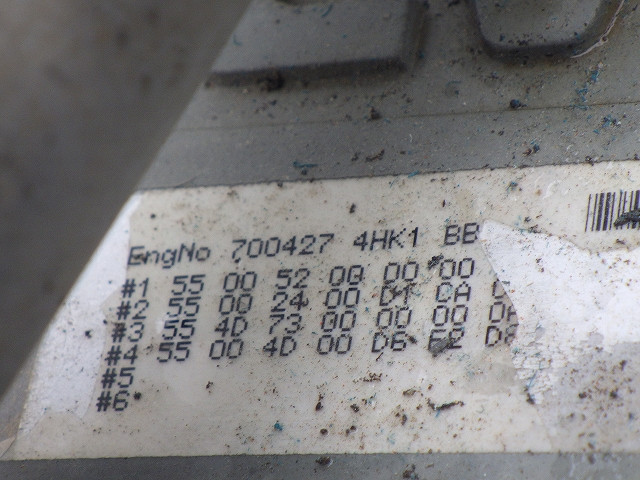 EngNo 700427 4HK1 BB
#1 55 00 52 00 00 00
#2 55 00 24 00 D1 CA
#3 55 4D 73 00 00 00
#4 55 00 4D 00 D6
#5
#6